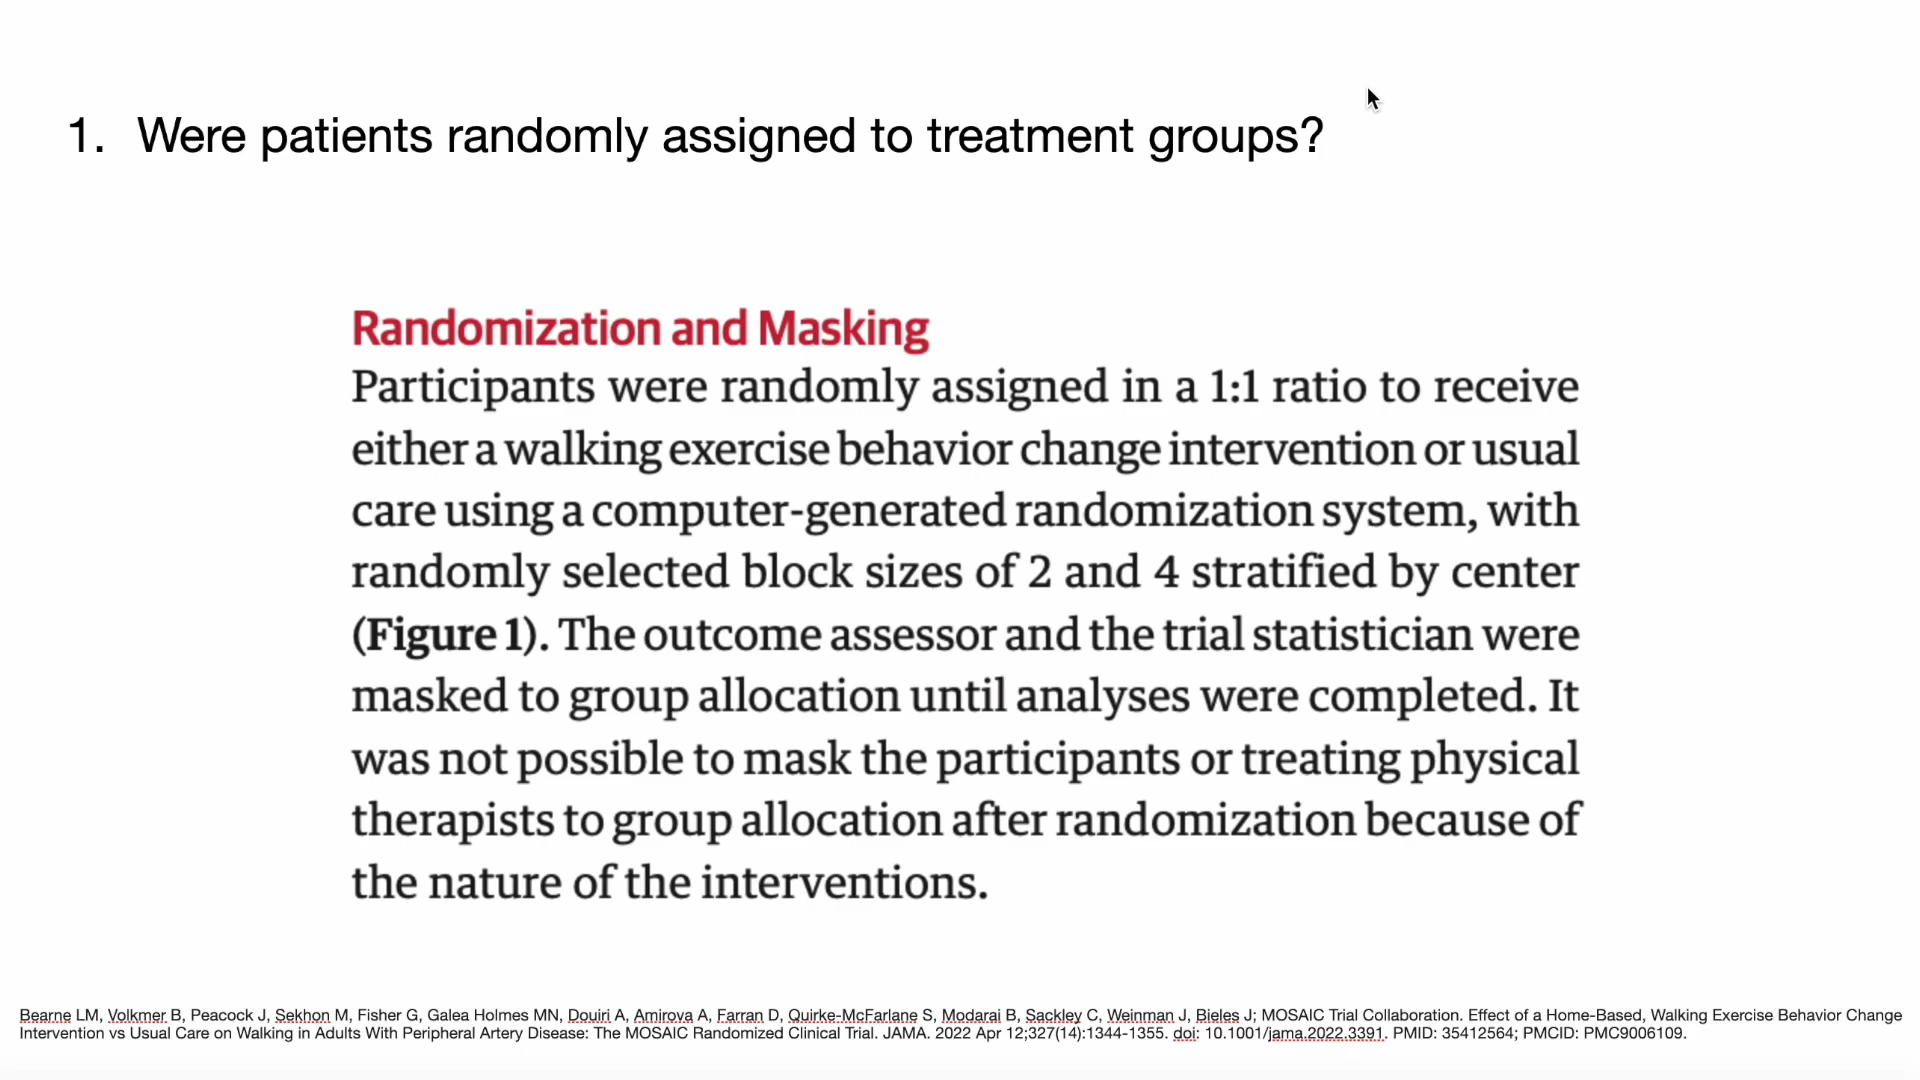 1. Were patients randomly assigned to treatment groups?
Randomization and Masking
Participants were randomly assigned in a 1:1 ratio to receive
either a walking exercise behavior change intervention or usual
care using a computer-generated randomization system, with
randomly selected block sizes of 2 and 4 stratified by center
(Figure 1). The outcome assessor and the trial statistician were
masked to group allocation until analyses were completed. It
was not possible to mask the participants or treating physical
therapists to group allocation after randomization because of
the nature of the interventions.
Bearne LM, Volkmer B, Peacock J, Sekhon M, Fisher G, Galea Holmes MN, Douiri A, Amirova A, Farran D, Quirke-McFarlane S, Modarai B, Sackley C, Weinman J, Bieles J; MOSAIC Trial Collaboration. Effect of a Home-Based, Walking Exercise Behavior Change
Intervention vs Usual Care on Walking in Adults With Peripheral Artery Disease: The MOSAIC Randomized Clinical Trial. JAMA. 2022 Apr 12;327(14):1344-1355. doi: 10.1001/jama.2022.3391. PMID: 35412564; PMCID: PMC9006109.